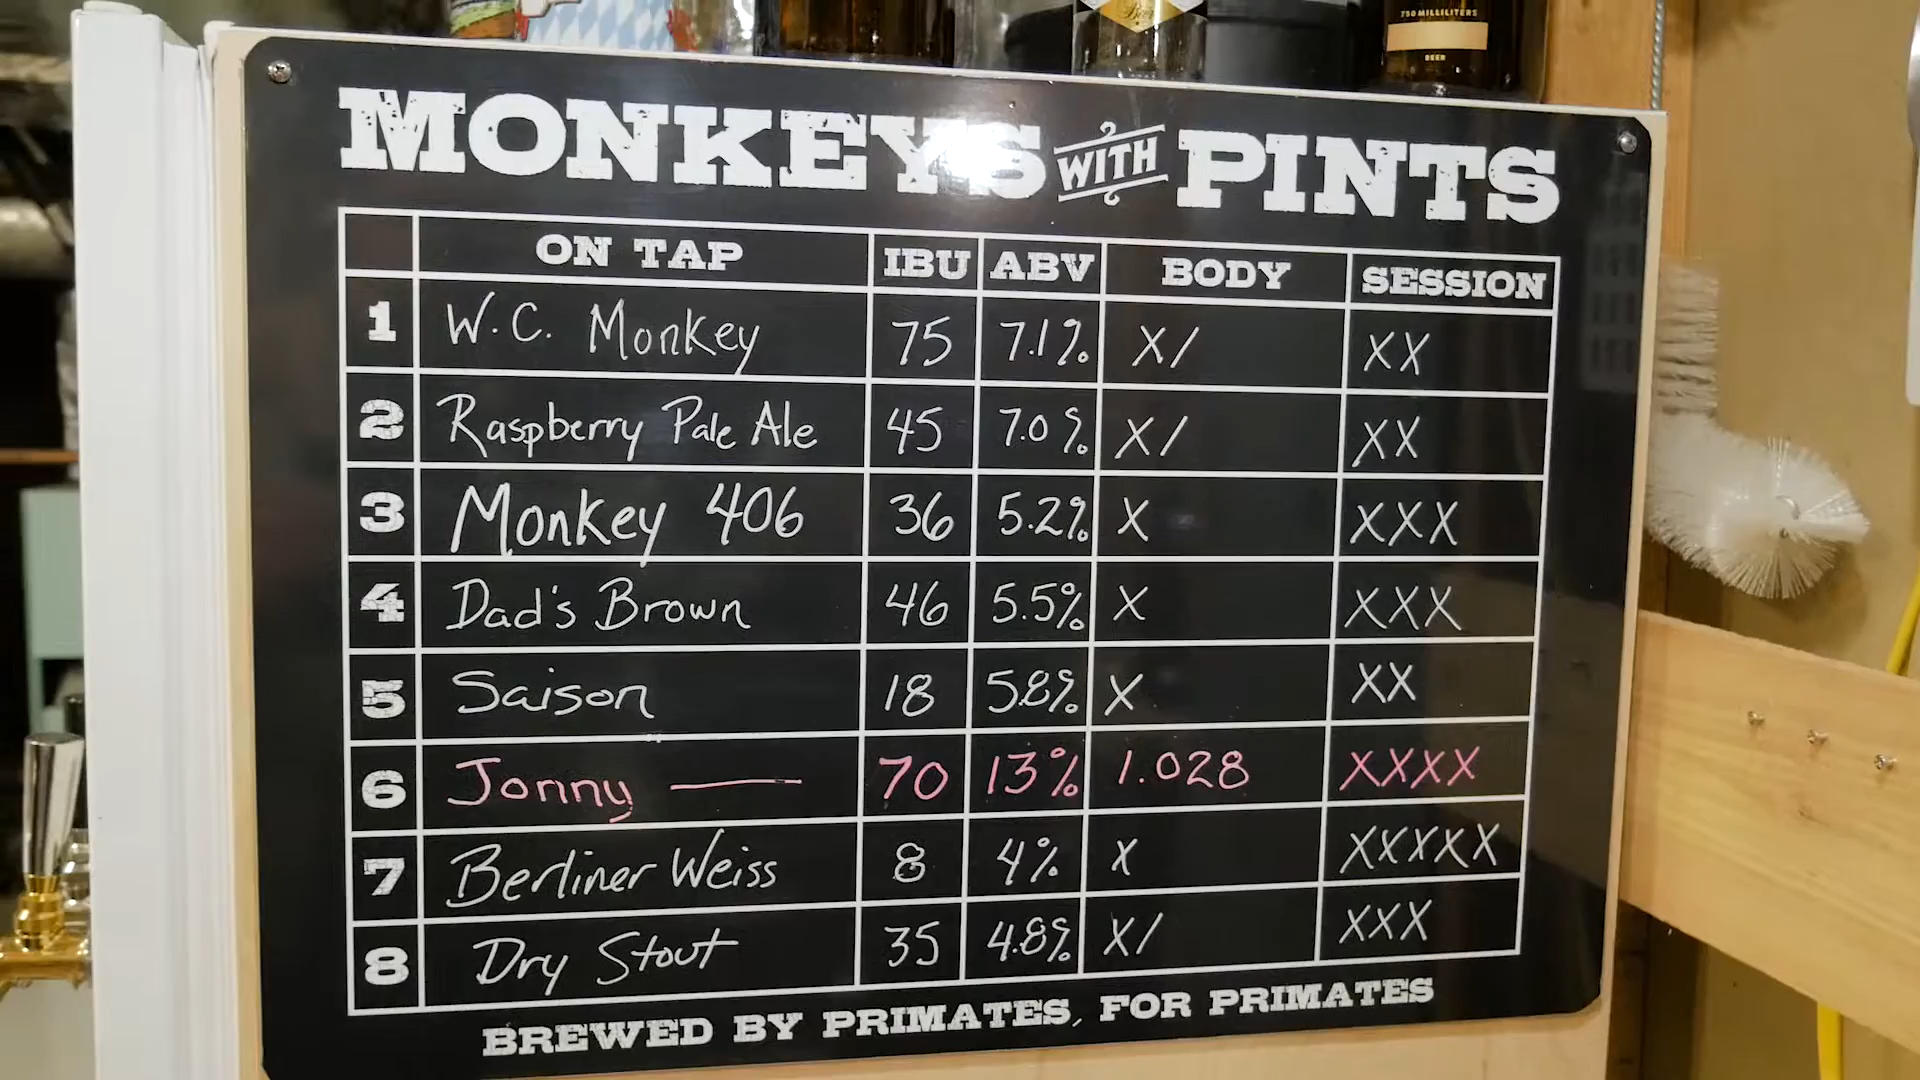 750 MILLILITERS
BEER
MONKEYS WITH PINTS
ON TAP IBU ABV BODY SESSION
1 W.C. Monkey 75 7.1% X/ XX
2 Raspberry Pale Ale 45 7.0% X/ XX
3 Monkey 406 36 5.2% X XXX
4 Dad's Brown 46 5.5% X XXX
5 Saison 18 5.8% X XX
6 Jonny — 70 13% 1.028 XXXX
7 Berliner Weiss 8 4% X XXXXX
8 Dry Stout 35 4.8% X/ XXX
BREWED BY PRIMATES, FOR PRIMATES